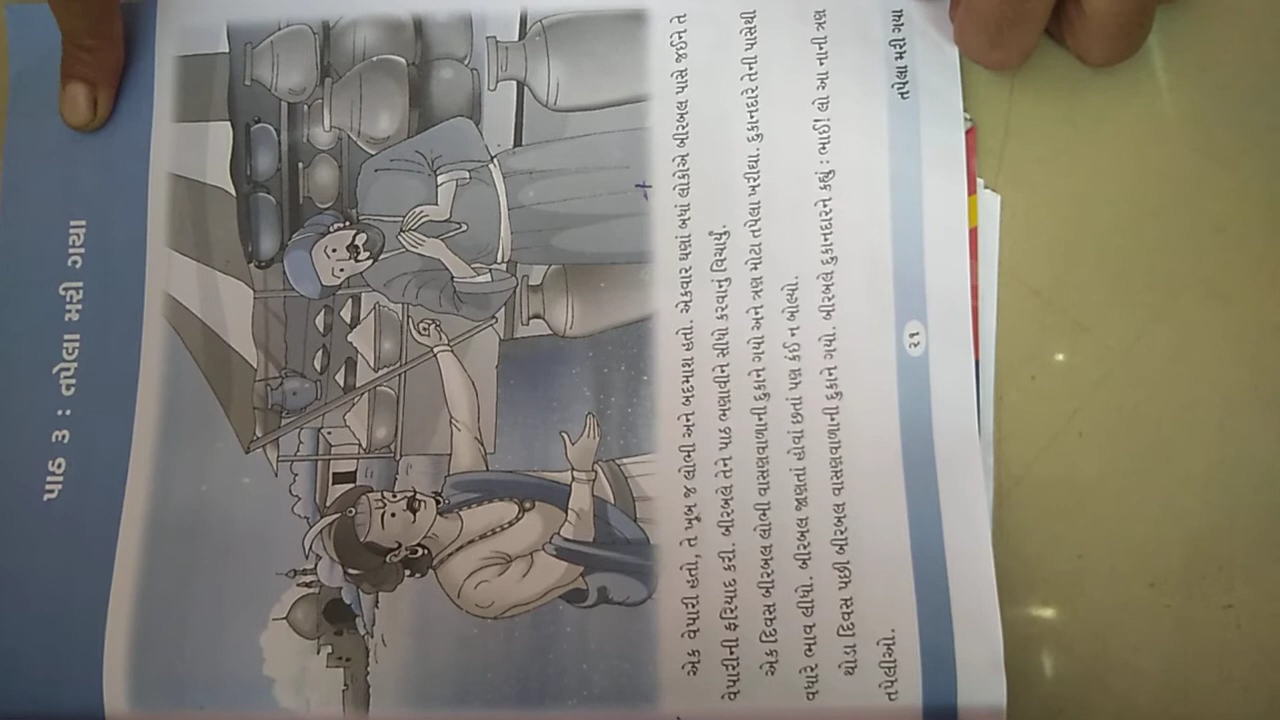 પાઠ ૩ : તપેલા મરી ગયા
એક વેપારી હતો, તે ખૂબ જ લોભી અને બદમાશ હતો. એકવાર ઘણાં બધાં લોકોએ બીરબલ પાસે જઈને તે
વેપારીની ફરિયાદ કરી. બીરબલે તેને પાઠ ભણાવીને સીધો કરવાનું વિચાર્યું.
એક દિવસ બીરબલ લોભી વાસણવાળાની દુકાને ગયો અને ત્રણ મોટા તપેલા ખરીદ્યા. દુકાનદારે તેની પાસેથી
વધારે ભાવ લીધો. બીરબલ જાણતાં હોવાં છતાં પણ કંઈ ન બોલ્યો.
થોડા દિવસ પછી બીરબલ વાસણવાળાની દુકાને ગયો. બીરબલે દુકાનદારને કહ્યું : ભાઈ! લો આ નાની ત્રણ
તપેલીઓ.
૨૧
તપેલા મરી ગયા